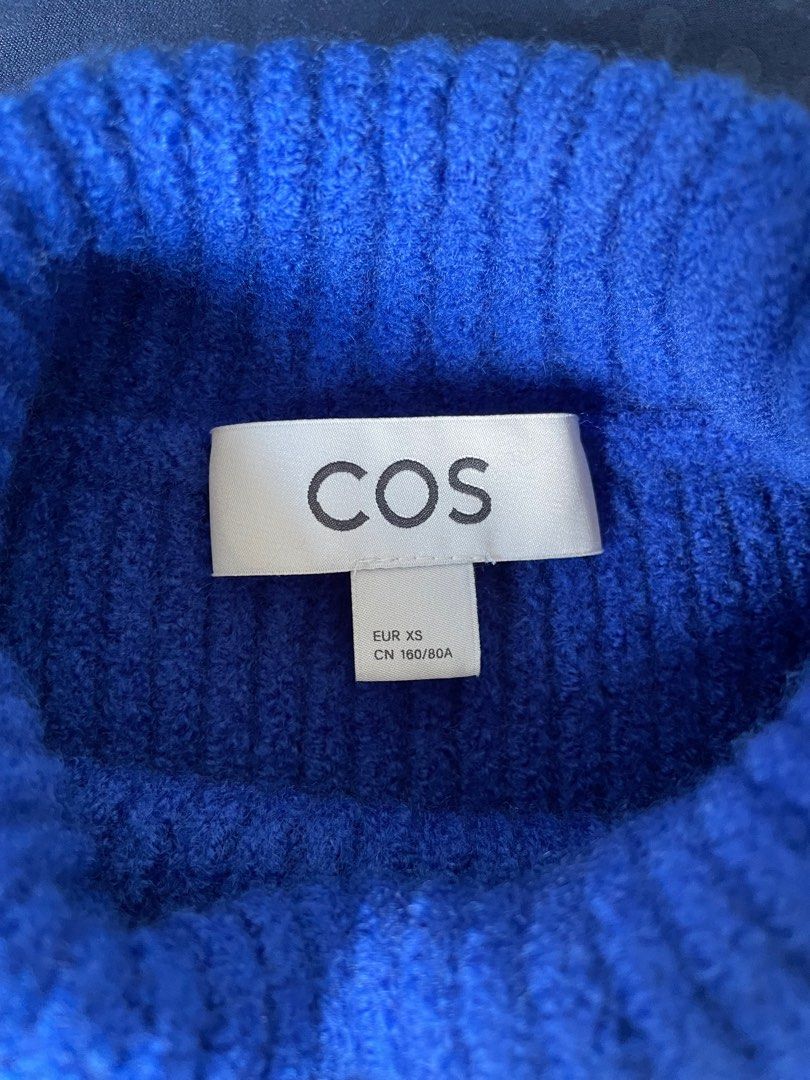 COS
EUR XS
CN 160/80A